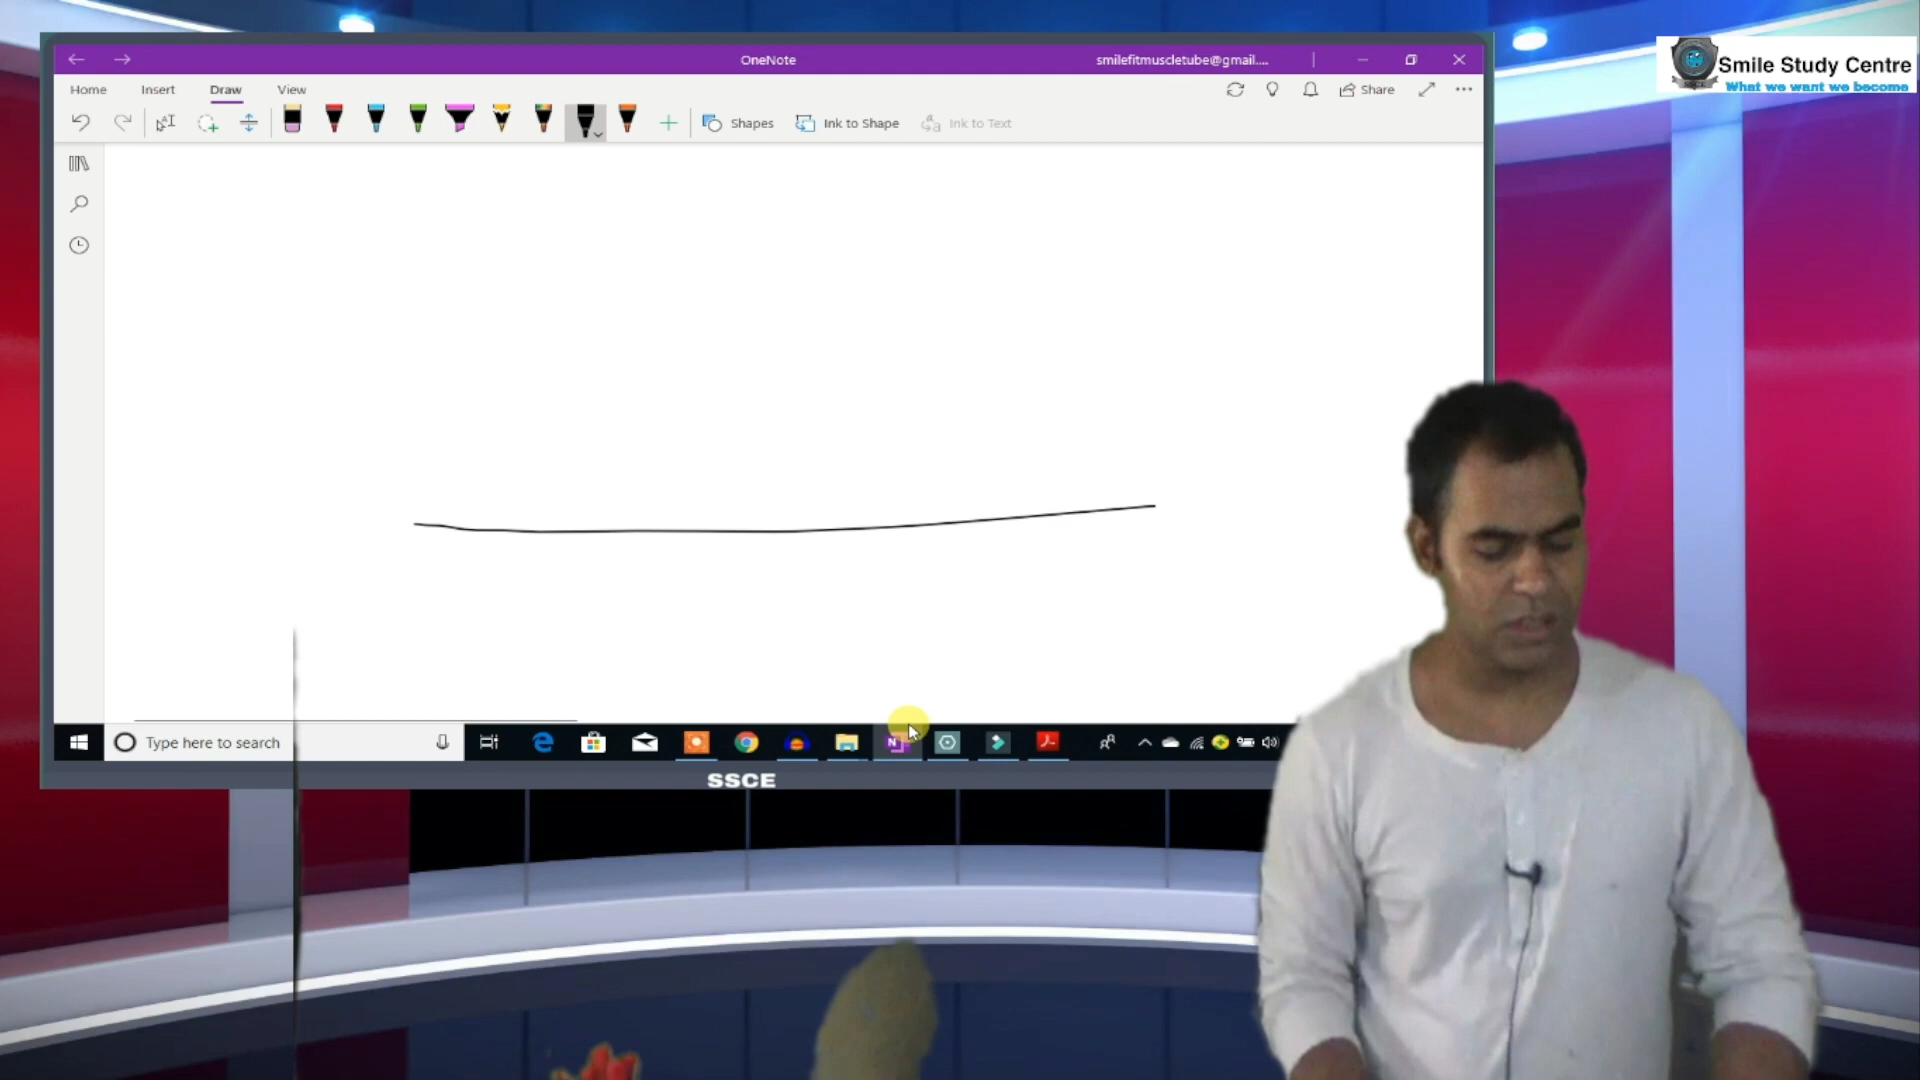 OneNote
smilefitmuscletube@gmail....
Smile Study Centre
What we want we become
Home Insert Draw View
Share
Shapes Ink to Shape Ink to Text
Type here to search
SSCE